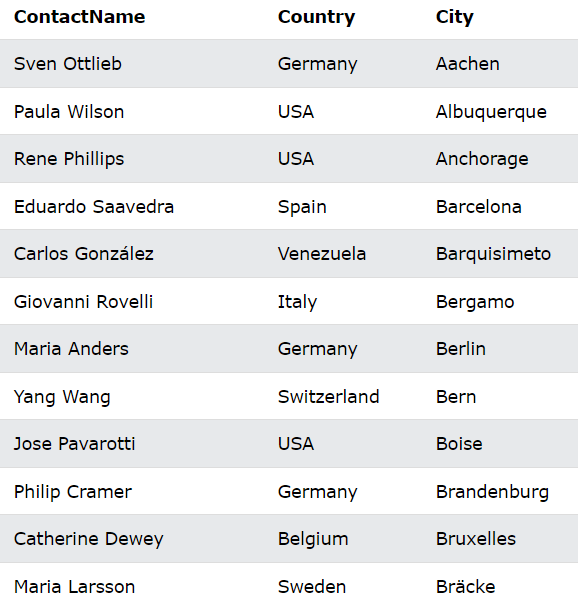 ContactName Country City
Sven Ottlieb Germany Aachen
Paula Wilson USA Albuquerque
Rene Phillips USA Anchorage
Eduardo Saavedra Spain Barcelona
Carlos González Venezuela Barquisimeto
Giovanni Rovelli Italy Bergamo
Maria Anders Germany Berlin
Yang Wang Switzerland Bern
Jose Pavarotti USA Boise
Philip Cramer Germany Brandenburg
Catherine Dewey Belgium Bruxelles
Maria Larsson Sweden Bräcke